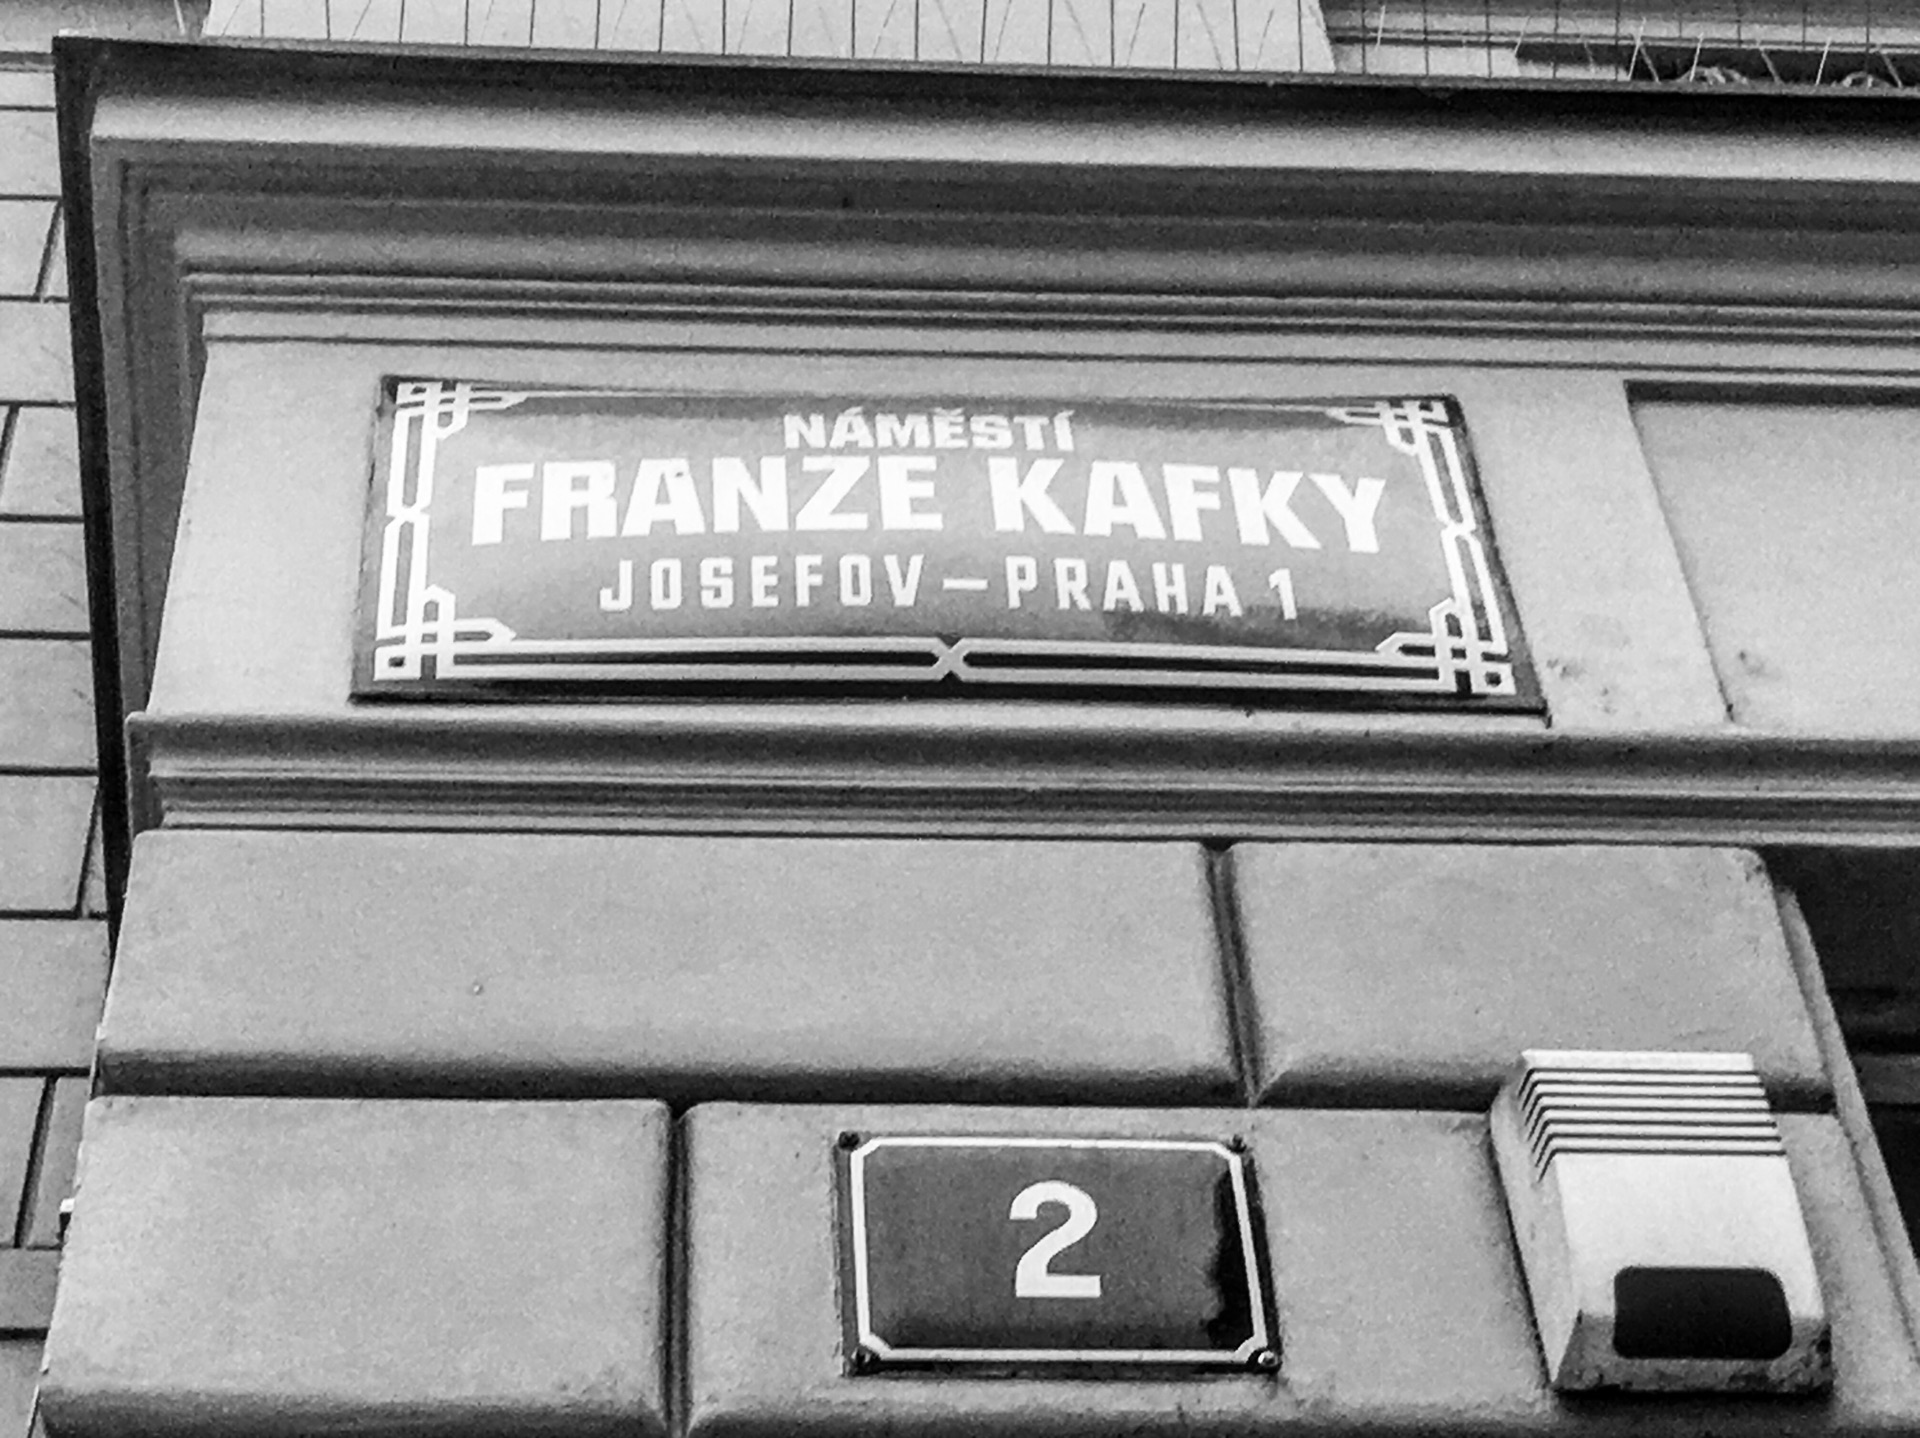 NÁMĚSTÍ
FRANZE KAFKY
JOSEFOV – PRAHA 1
2